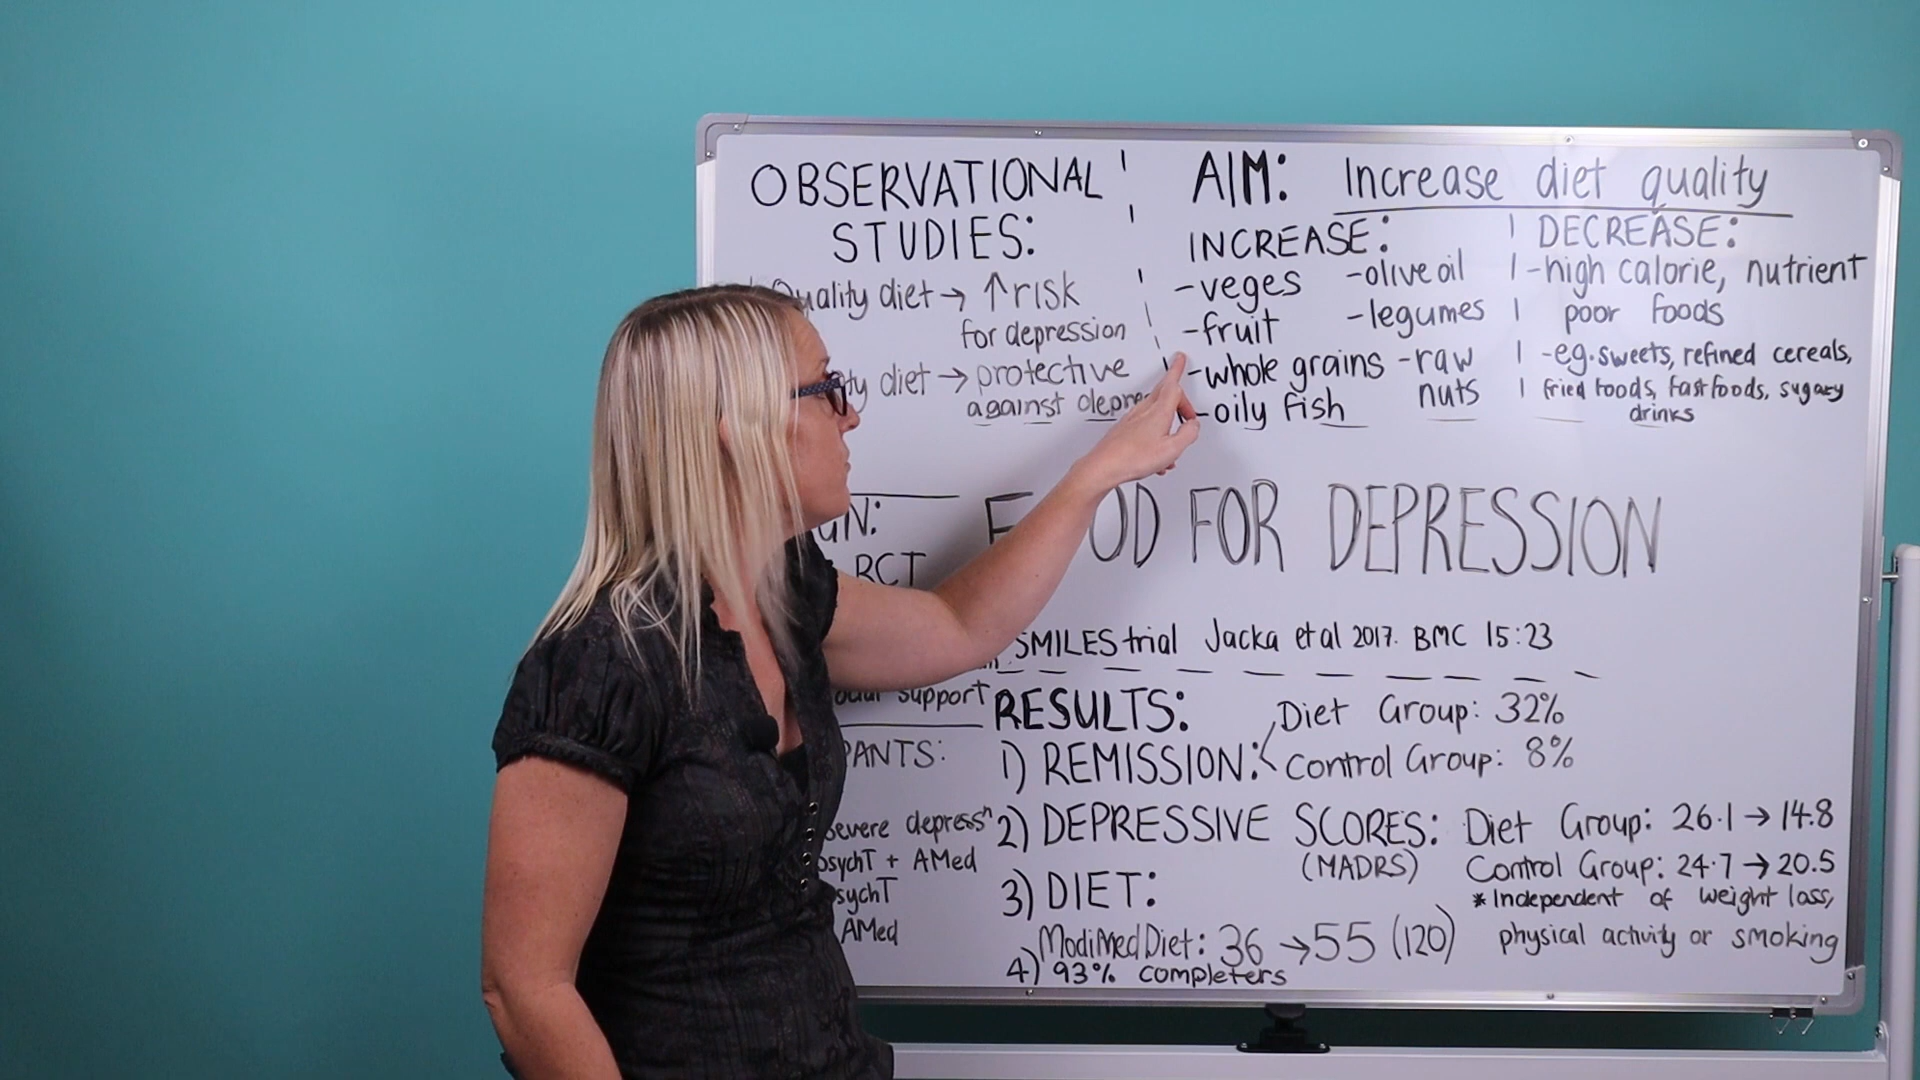 OBSERVATIONAL
STUDIES:
Quality diet → ↑ risk
for depression
diet → protective
against
AIM: Increase diet quality
INCREASE:
-veges
-fruit
-whole grains
-oily fish
-olive oil
-legumes
-raw
nuts
DECREASE:
-high calorie, nutrient
poor foods
-eg. sweets, refined cereals,
fried foods, fast foods, sugary
drinks
FOR DEPRESSION
RCT
SMILES trial Jacka et al 2017. BMC 15:23
support
RESULTS:
1) REMISSION: Diet Group: 32%
Control Group: 8%
2) DEPRESSIVE SCORES: Diet Group: 26.1 → 14.8
(MADRS) Control Group: 24.7 → 20.5
* Independent of weight loss,
physical activity or smoking
3) DIET:
ModiMedDiet: 36 → 55 (120)
4) 93% completers
severe depressⁿ
psychT + AMed
psychT
AMed